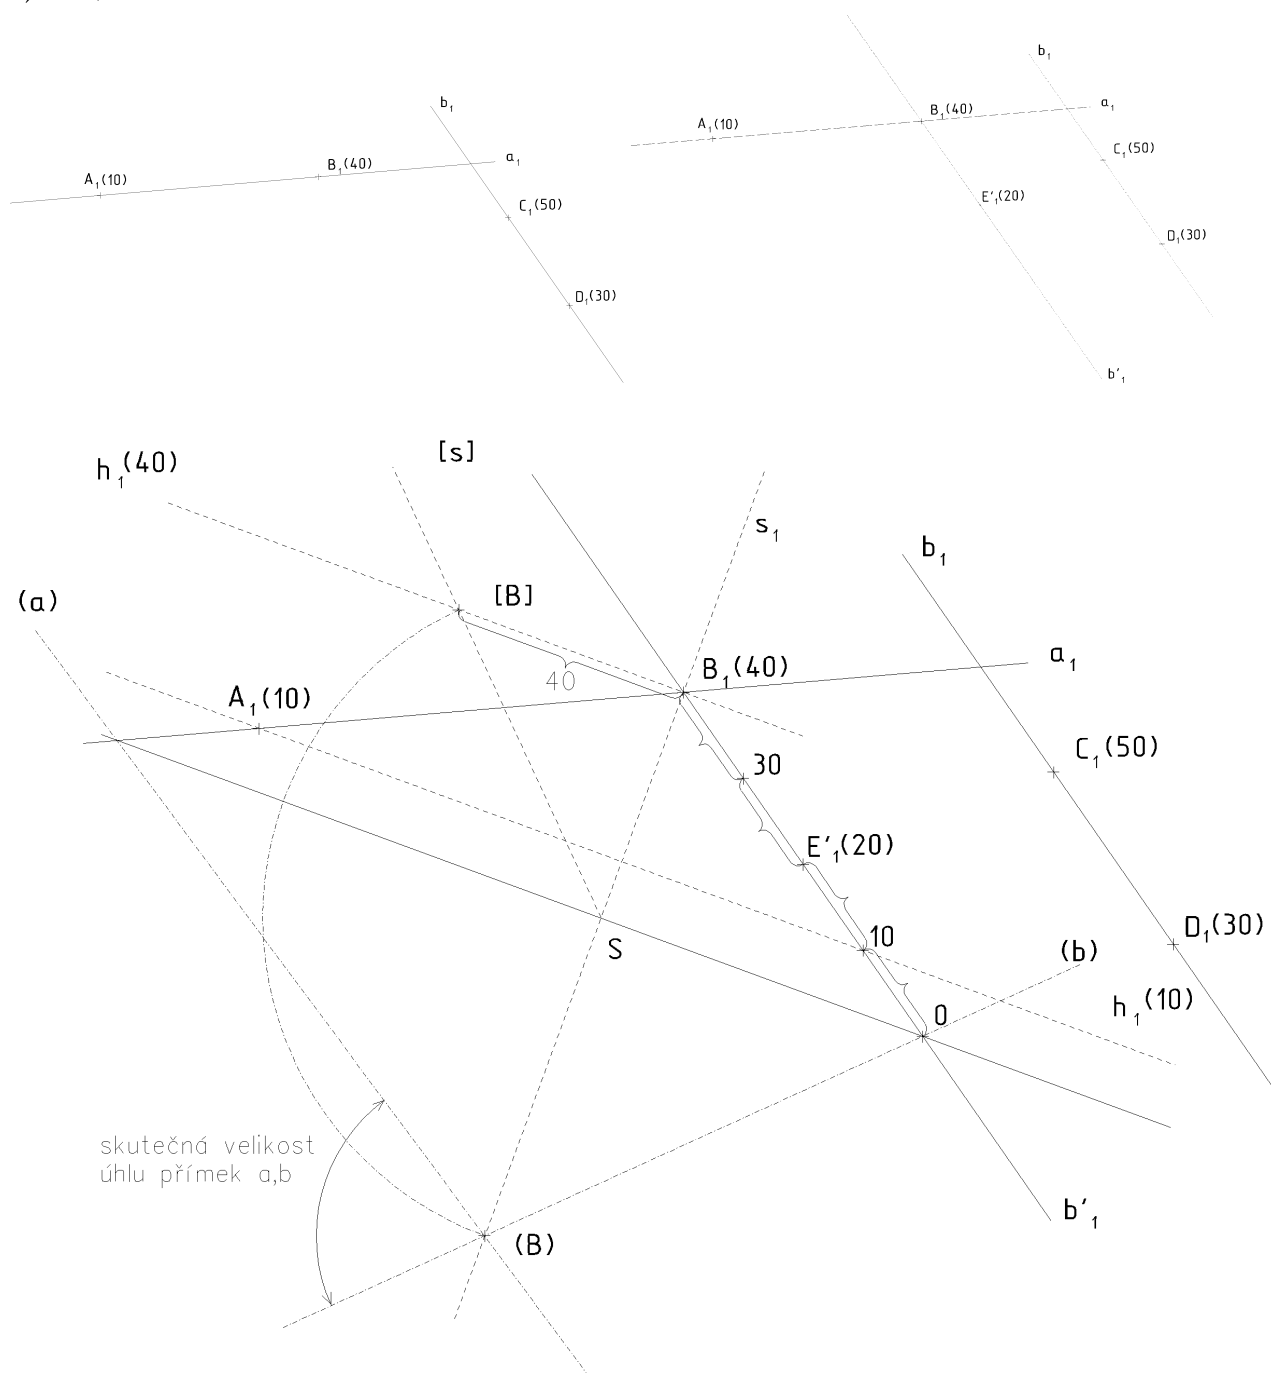 b₁
a₁
B₁(40)
A₁(10)
C₁(50)
D₁(30)
b₁
a₁
B₁(40)
A₁(10)
C₁(50)
E'₁(20)
D₁(30)
b'₁
[s]
h₁(40)
s₁
b₁
(a)
[B]
B₁(40)
a₁
40
A₁(10)
C₁(50)
30
E'₁(20)
D₁(30)
10
S
(b)
h₁(10)
0
skutečná velikost
úhlu přímek a,b
b'₁
(B)